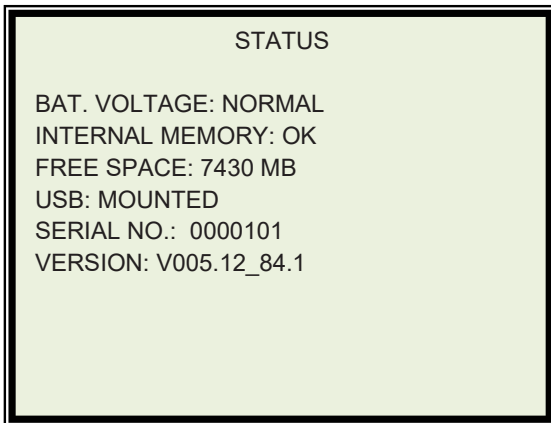 STATUS
BAT. VOLTAGE: NORMAL
INTERNAL MEMORY: OK
FREE SPACE: 7430 MB
USB: MOUNTED
SERIAL NO.: 0000101
VERSION: V005.12_84.1